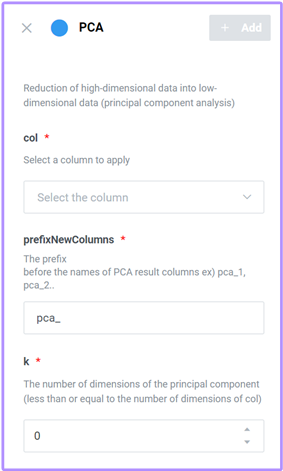 PCA
+ Add
Reduction of high-dimensional data into low-
dimensional data (principal component analysis)
col *
Select a column to apply
Select the column
prefixNewColumns *
The prefix
before the names of PCA result columns ex) pca_1,
pca_2..
pca_
k *
The number of dimensions of the principal component
(less than or equal to the number of dimensions of col)
0